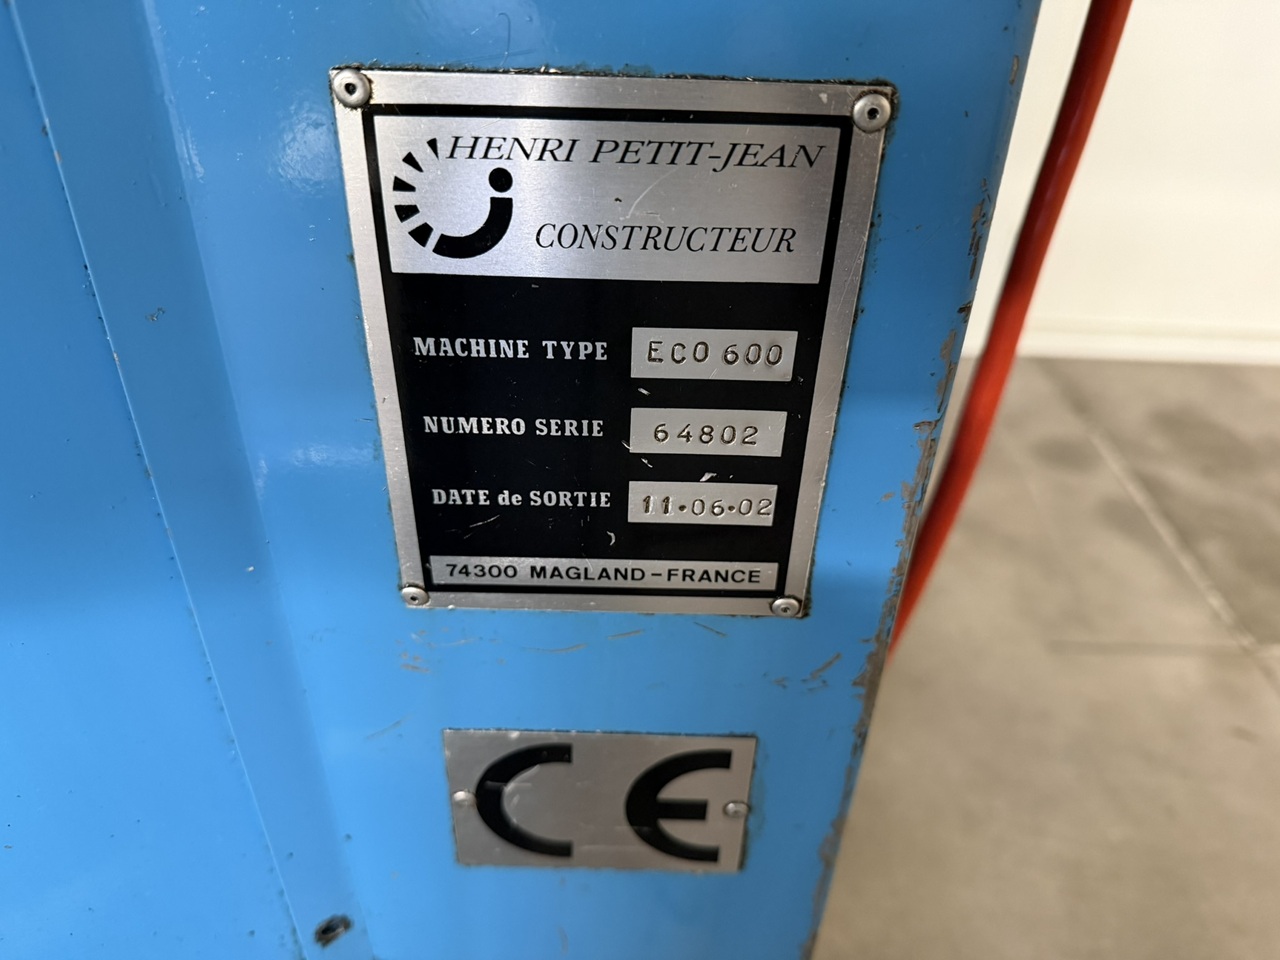 HENRI PETIT-JEAN
CONSTRUCTEUR
MACHINE TYPE ECO 600
NUMERO SERIE 64802
DATE de SORTIE 11·06·02
74300 MAGLAND-FRANCE
CE